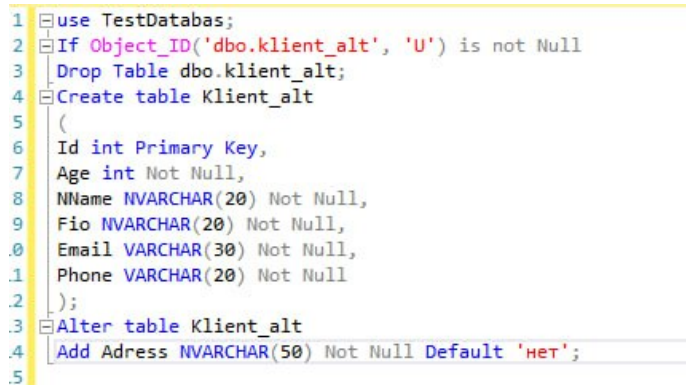 1 use TestDatabas;
2 If Object_ID('dbo.klient_alt', 'U') is not Null
3 Drop Table dbo.klient_alt;
4 Create table Klient_alt
5 (
6 Id int Primary Key,
7 Age int Not Null,
8 NName NVARCHAR(20) Not Null,
9 Fio NVARCHAR(20) Not Null,
.0 Email VARCHAR(30) Not Null,
.1 Phone VARCHAR(20) Not Null
.2 );
.3 Alter table Klient_alt
.4 Add Adress NVARCHAR(50) Not Null Default 'нет';
.5